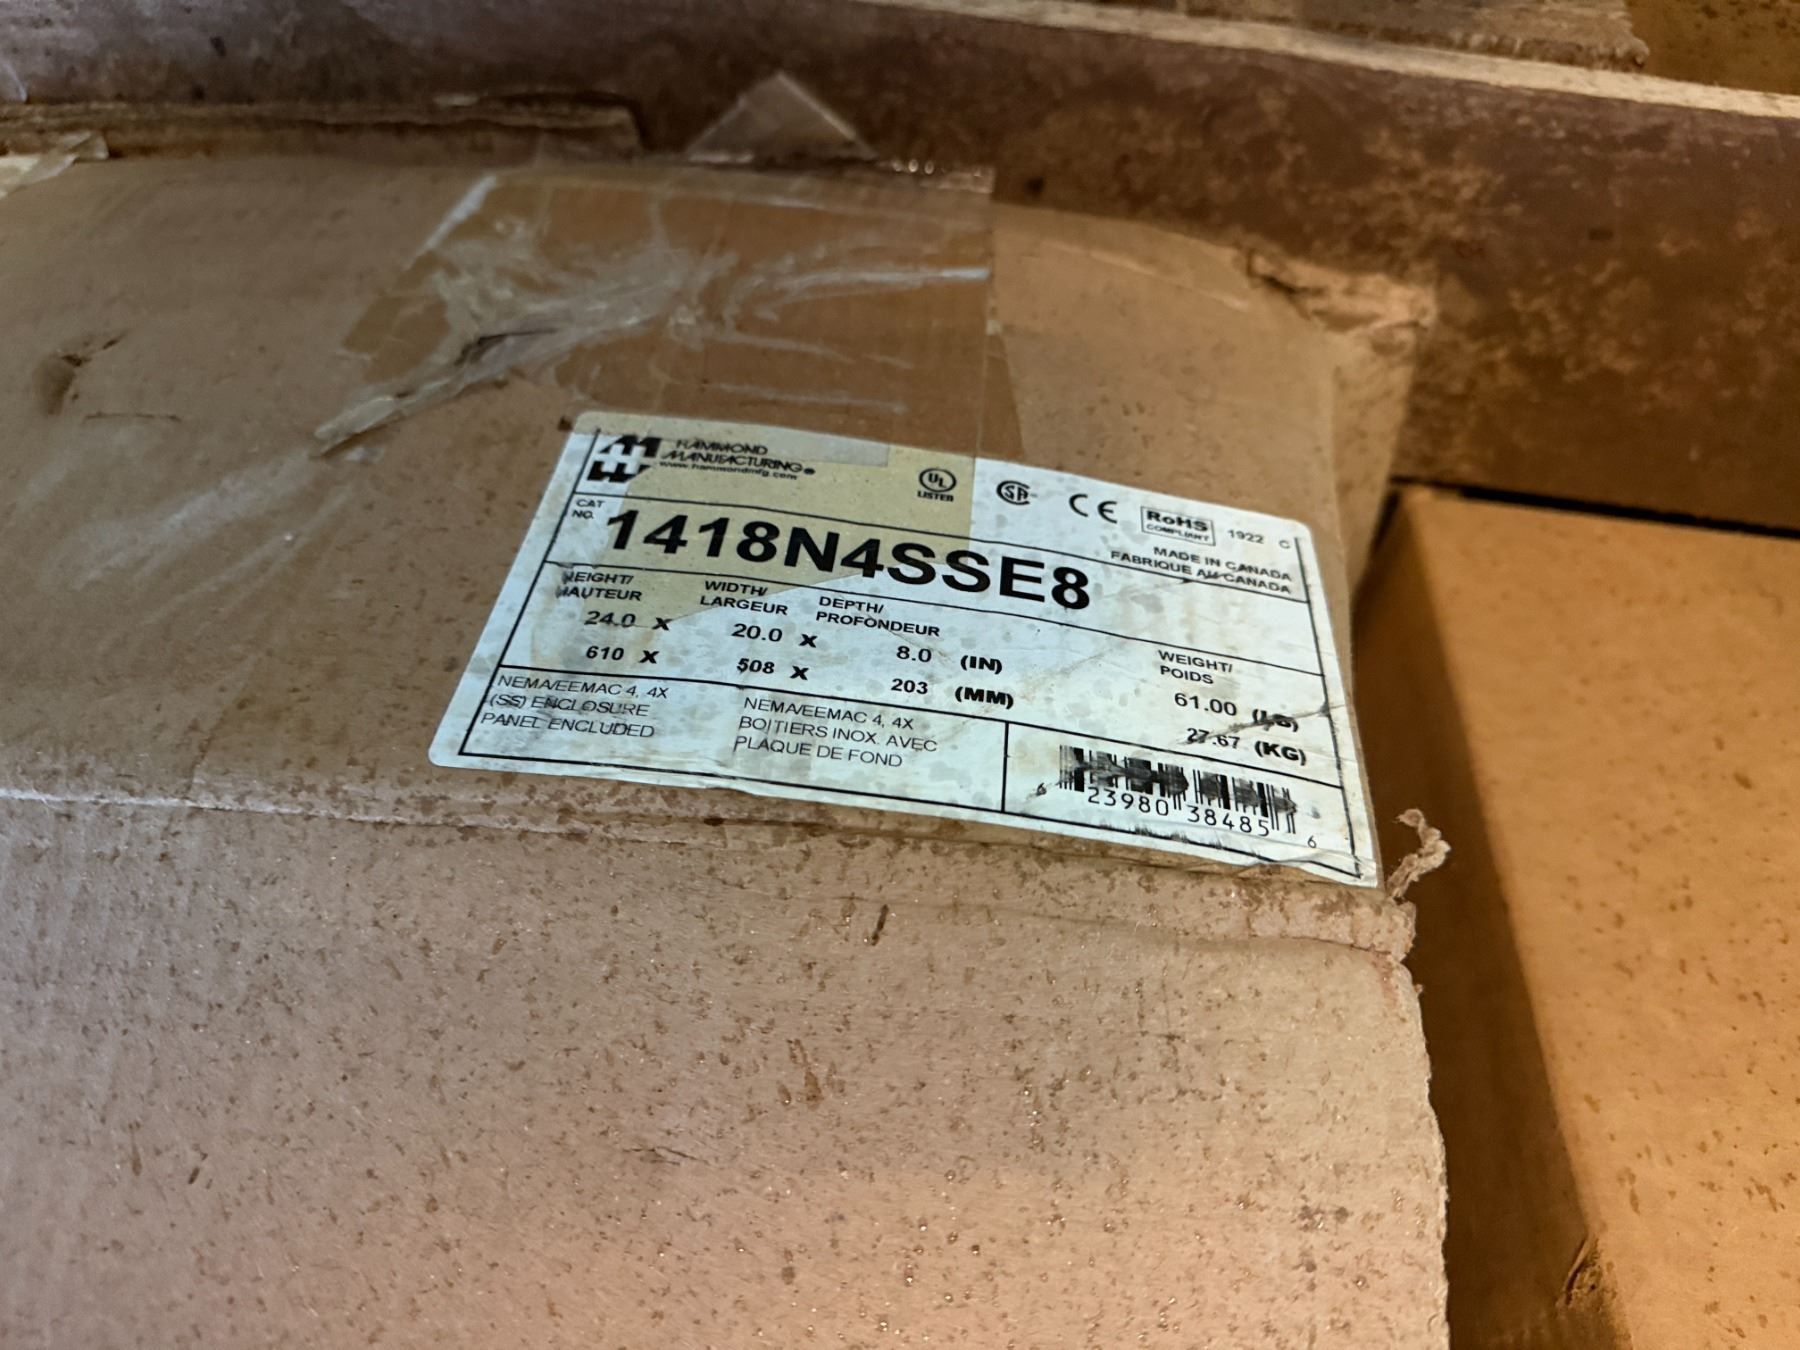 HAMMOND
MANUFACTURING®
www.hammondmfg.com
UL
LISTED
CE
RoHS
COMPLIANT
1922 C
MADE IN CANADA
FABRIQUE AU CANADA
CAT
NO.
1418N4SSE8
HEIGHT/
HAUTEUR
WIDTH/
LARGEUR
DEPTH/
PROFONDEUR
24.0 X 20.0 X 8.0 (IN)
610 X 508 X 203 (MM)
WEIGHT/
POIDS
61.00 (LB)
27.67 (KG)
NEMA/EEMAC 4, 4X
(SS) ENCLOSURE
PANEL ENCLUDED
NEMA/EEMAC 4, 4X
BOITIERS INOX. AVEC
PLAQUE DE FOND
6 23980 38485 6